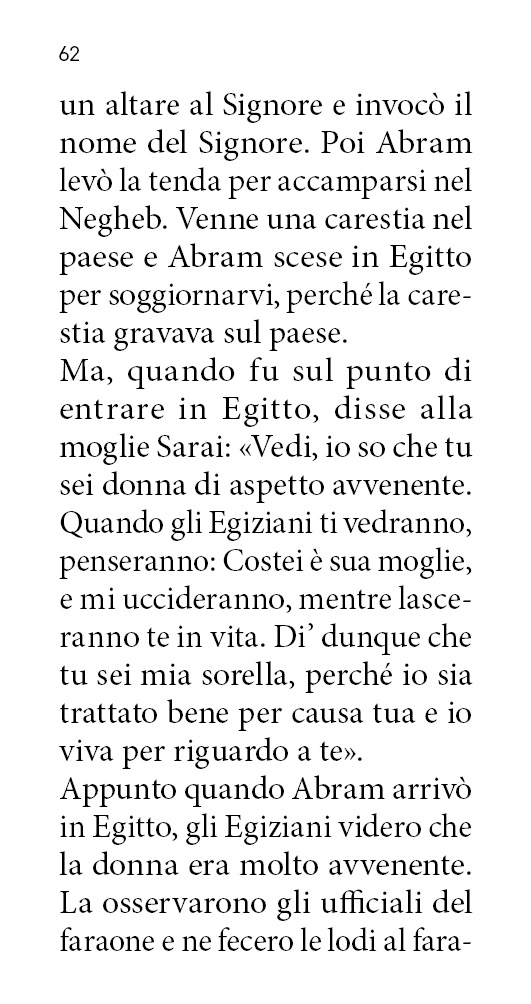 62
un altare al Signore e invocò il
nome del Signore. Poi Abram
levò la tenda per accamparsi nel
Negheb. Venne una carestia nel
paese e Abram scese in Egitto
per soggiornarvi, perché la care-
stia gravava sul paese.
Ma, quando fu sul punto di
entrare in Egitto, disse alla
moglie Sarai: «Vedi, io so che tu
sei donna di aspetto avvenente.
Quando gli Egiziani ti vedranno,
penseranno: Costei è sua moglie,
e mi uccideranno, mentre lasce-
ranno te in vita. Di’ dunque che
tu sei mia sorella, perché io sia
trattato bene per causa tua e io
viva per riguardo a te».
Appunto quando Abram arrivò
in Egitto, gli Egiziani videro che
la donna era molto avvenente.
La osservarono gli ufficiali del
faraone e ne fecero le lodi al fara-